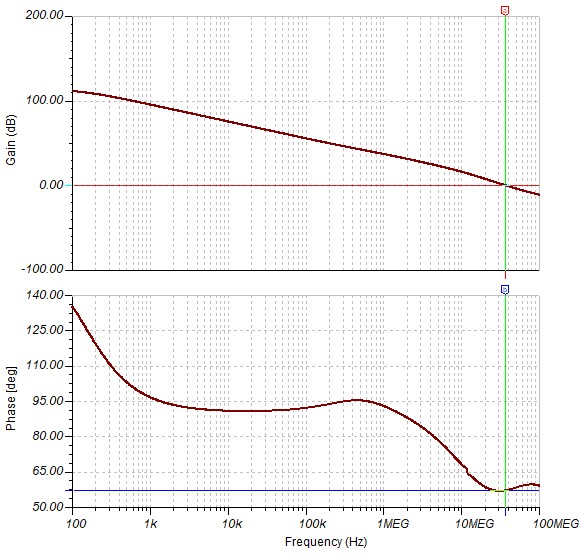 200.00
100.00
0.00
-100.00
Gain (dB)
a
b
140.00
125.00
110.00
95.00
80.00
65.00
50.00
Phase [deg]
100 1k 10k 100k 1MEG 10MEG 100MEG
Frequency (Hz)